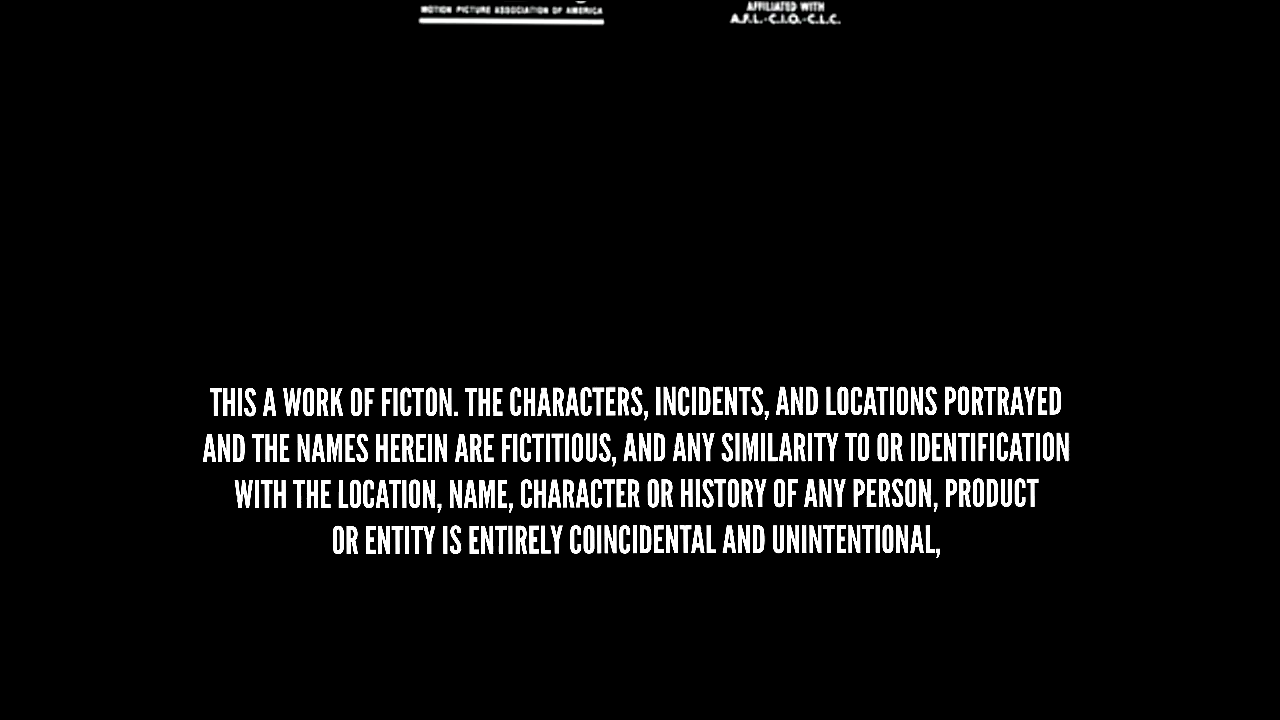 MOTION PICTURE ASSOCIATION OF AMERICA
AFFILIATED WITH
A.F.L.-C.I.O.-C.L.C.
THIS A WORK OF FICTON. THE CHARACTERS, INCIDENTS, AND LOCATIONS PORTRAYED
AND THE NAMES HEREIN ARE FICTITIOUS, AND ANY SIMILARITY TO OR IDENTIFICATION
WITH THE LOCATION, NAME, CHARACTER OR HISTORY OF ANY PERSON, PRODUCT
OR ENTITY IS ENTIRELY COINCIDENTAL AND UNINTENTIONAL,